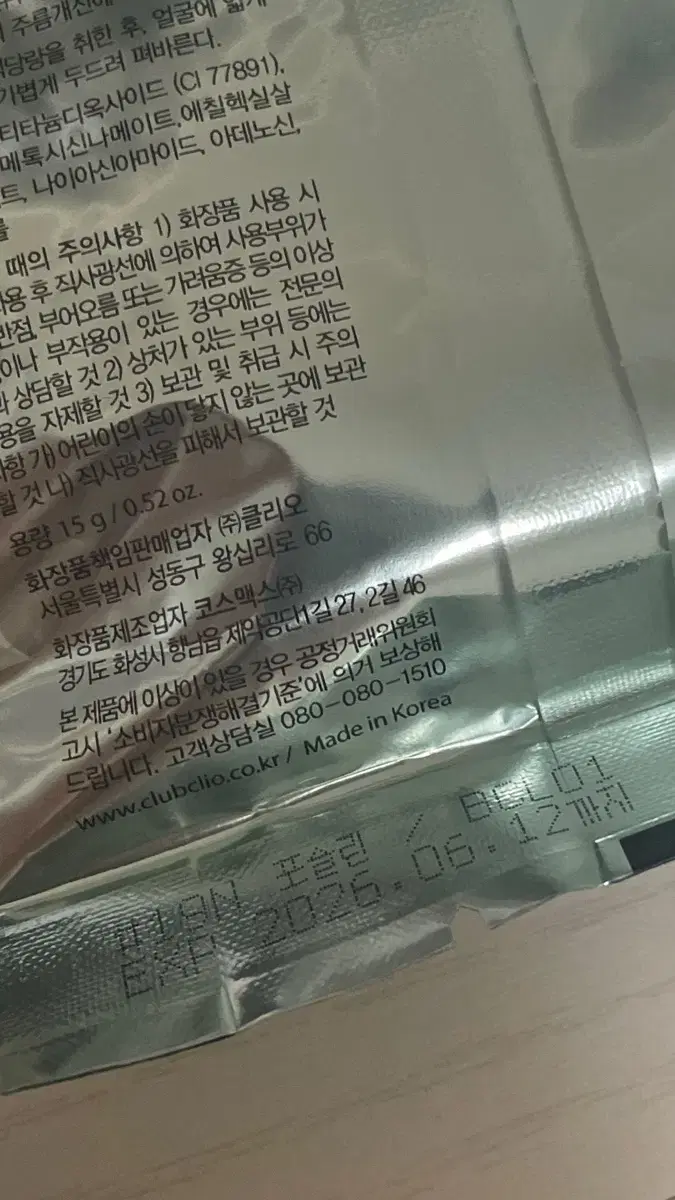 주름개선에
적당량을 취한 후, 얼굴에 넓게
가볍게 두드려 펴바른다.
티타늄디옥사이드 (CI 77891),
메톡시신나메이트, 에칠헥실살
트, 나이아신아마이드, 아데노신,
때의 주의사항 1) 화장품 사용 시
사용 후 직사광선에 의하여 사용부위가
반점, 부어오름 또는 가려움증 등의 이상
이나 부작용이 있는 경우에는 전문의
와 상담할 것 2) 상처가 있는 부위 등에는
용을 자제할 것 3) 보관 및 취급 시 주의
사항 가) 어린이의 손이 닿지 않는 곳에 보관
할 것 나) 직사광선을 피해서 보관할 것
용량 15 g / 0.52 oz.
화장품책임판매업자 ㈜클리오
서울특별시 성동구 왕십리로 66
화장품제조업자 코스맥스㈜
경기도 화성시 향남읍 제약공단1길 27, 2길 46
본 제품에 이상이 있을 경우 공정거래위원회
고시 '소비자분쟁해결기준'에 의거 보상해
드립니다. 고객상담실 080-080-1510
www.clubclio.co.kr / Made in Korea
#18N 포슬린 / BCL01
EXP 2026.06.12까지